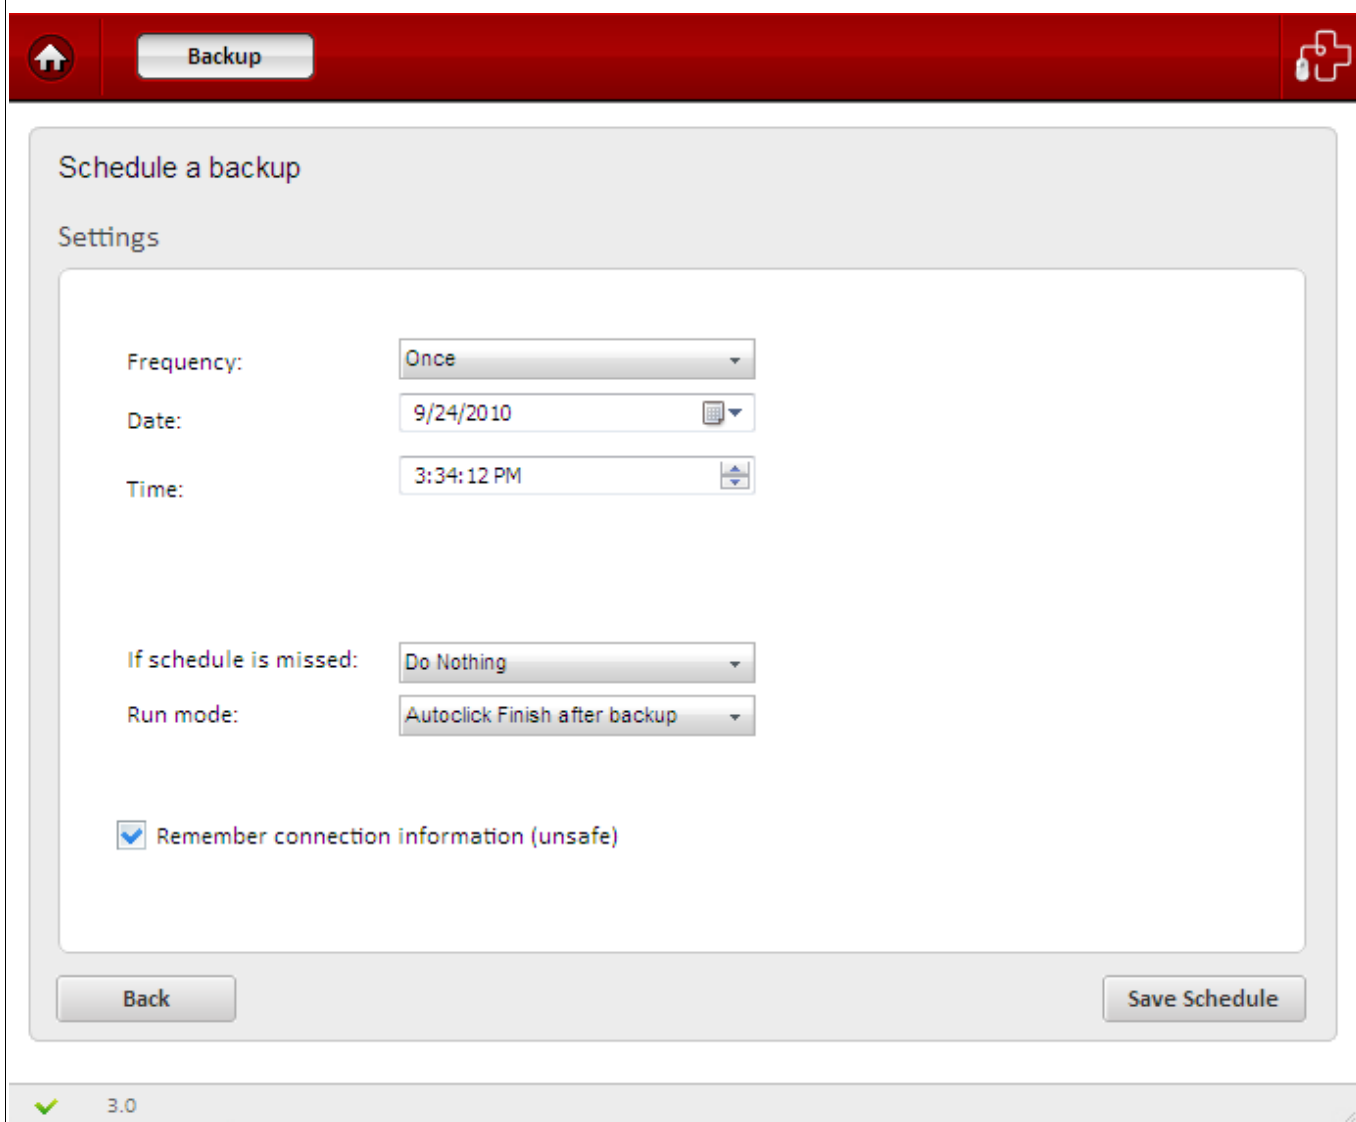 Backup
Schedule a backup
Settings
Frequency: Once
Date: 9/24/2010
Time: 3:34:12 PM
If schedule is missed: Do Nothing
Run mode: Autoclick Finish after backup
Remember connection information (unsafe)
Back Save Schedule
3.0